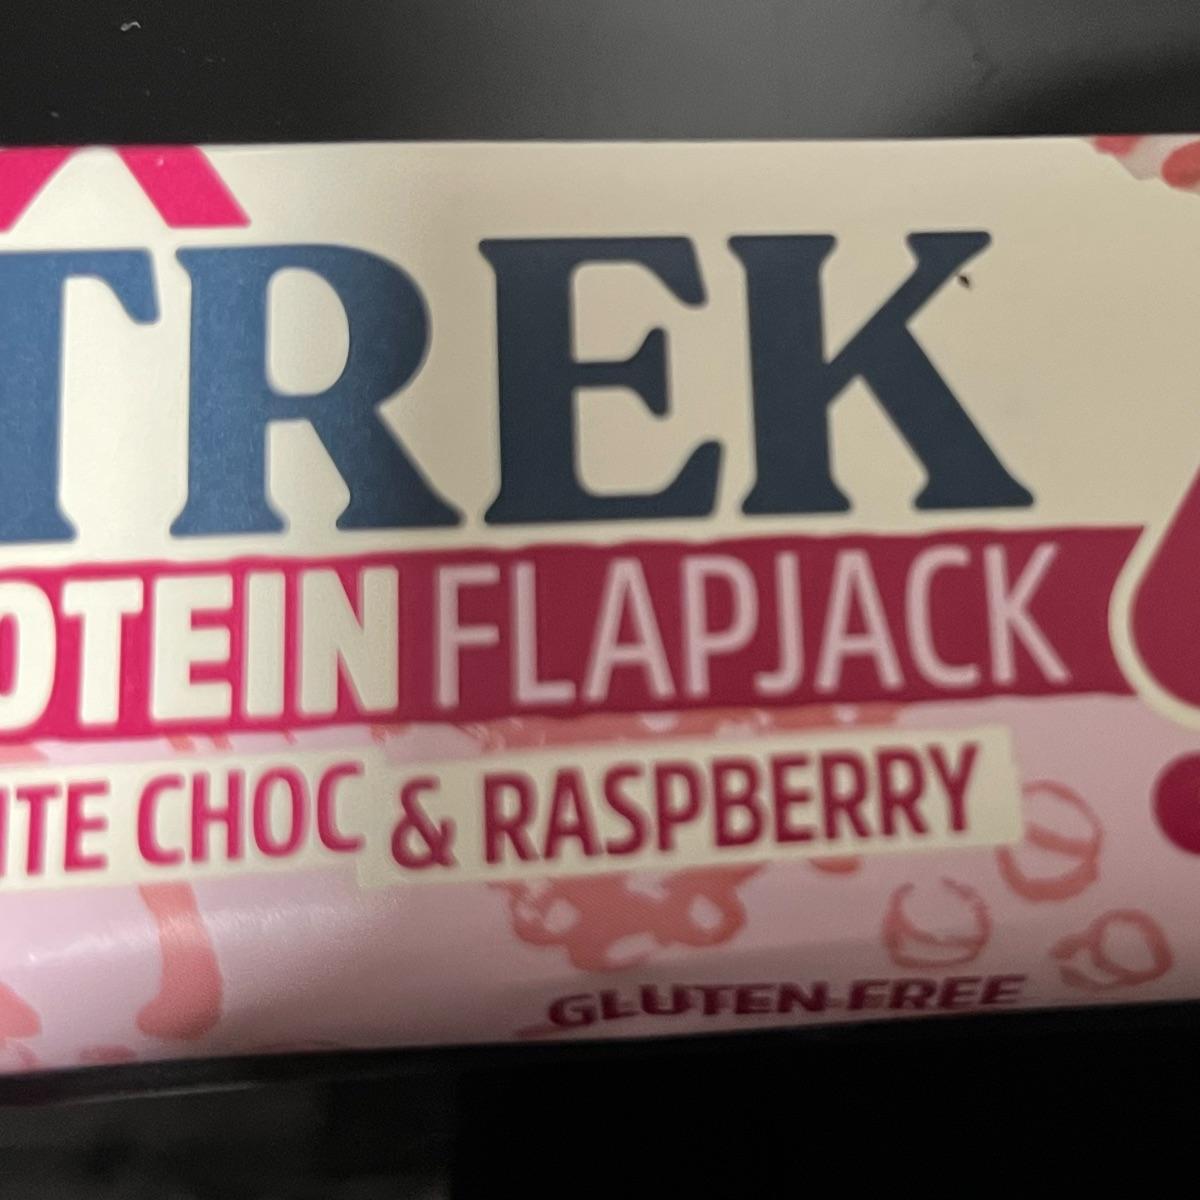 TREK
OTEIN FLAPJACK
ITE CHOC & RASPBERRY
GLUTEN-FREE